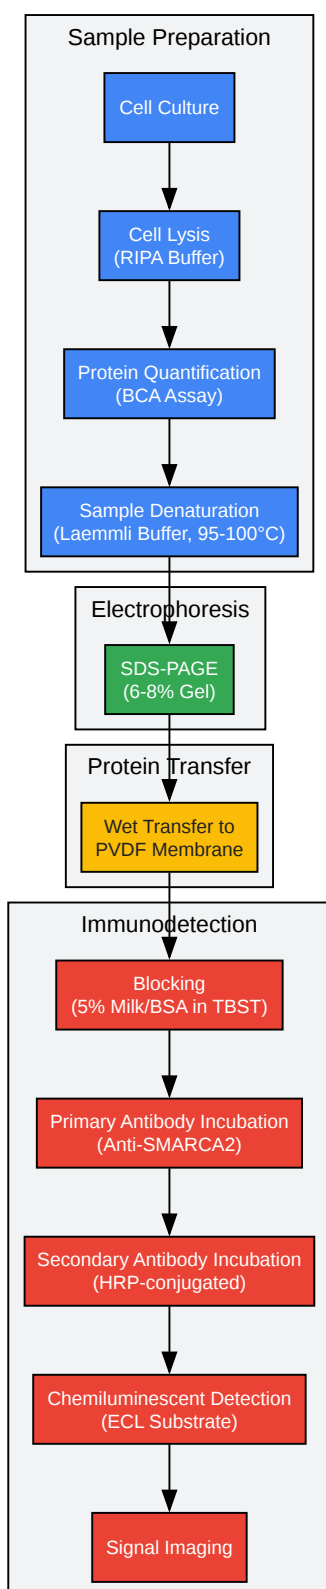 Sample Preparation
Cell Culture
Cell Lysis
(RIPA Buffer)
Protein Quantification
(BCA Assay)
Sample Denaturation
(Laemmli Buffer, 95-100°C)
Electrophoresis
SDS-PAGE
(6-8% Gel)
Protein Transfer
Wet Transfer to
PVDF Membrane
Immunodetection
Blocking
(5% Milk/BSA in TBST)
Primary Antibody Incubation
(Anti-SMARCA2)
Secondary Antibody Incubation
(HRP-conjugated)
Chemiluminescent Detection
(ECL Substrate)
Signal Imaging